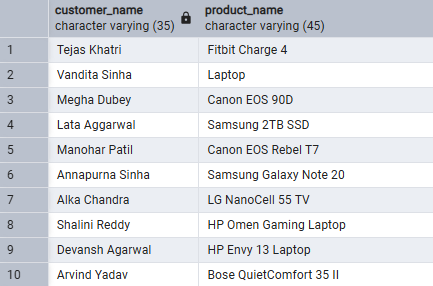 customer_name product_name
character varying (35) character varying (45)
1 Tejas Khatri Fitbit Charge 4
2 Vandita Sinha Laptop
3 Megha Dubey Canon EOS 90D
4 Lata Aggarwal Samsung 2TB SSD
5 Manohar Patil Canon EOS Rebel T7
6 Annapurna Sinha Samsung Galaxy Note 20
7 Alka Chandra LG NanoCell 55 TV
8 Shalini Reddy HP Omen Gaming Laptop
9 Devansh Agarwal HP Envy 13 Laptop
10 Arvind Yadav Bose QuietComfort 35 II